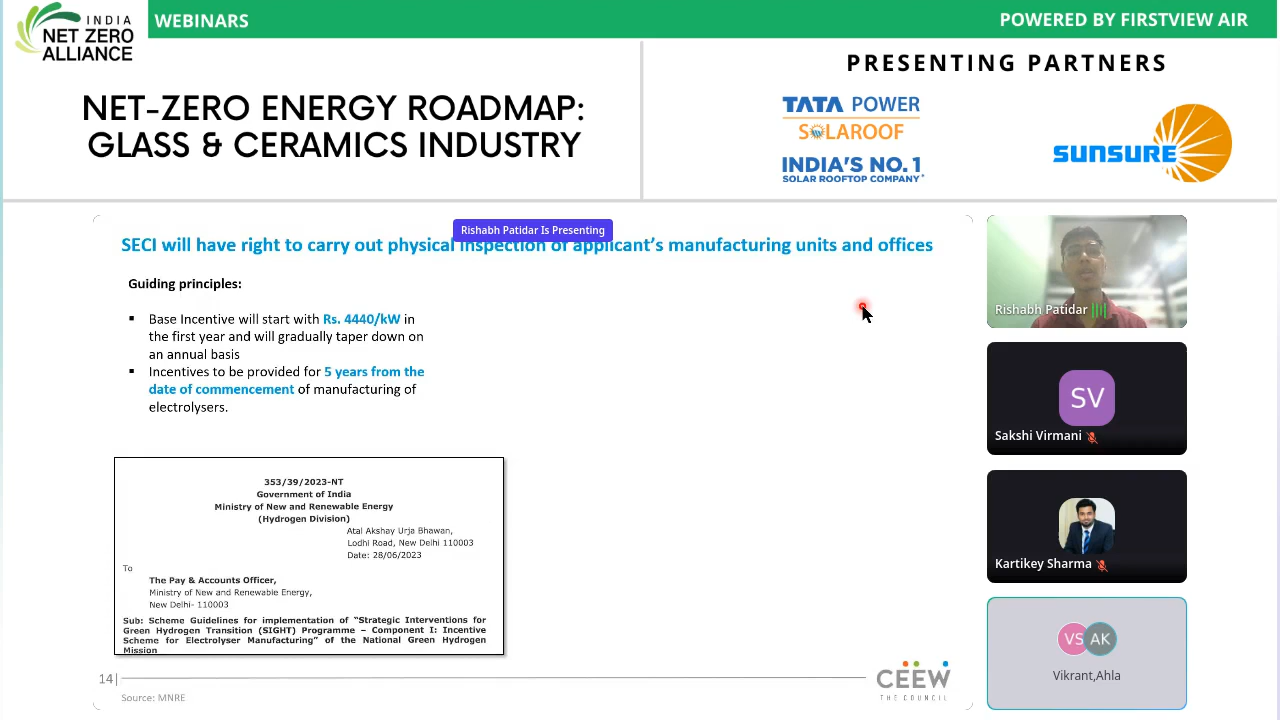 INDIA
NET ZERO
ALLIANCE
WEBINARS
POWERED BY FIRSTVIEW AIR
NET-ZERO ENERGY ROADMAP:
GLASS & CERAMICS INDUSTRY
PRESENTING PARTNERS
TATA POWER
SOLAROOF
INDIA'S NO.1
SOLAR ROOFTOP COMPANY*
SUNSURE
Rishabh Patidar Is Presenting
SECI will have right to carry out physical inspection of applicant's manufacturing units and offices
Guiding principles:
▪ Base Incentive will start with Rs. 4440/kW in
the first year and will gradually taper down on
an annual basis
▪ Incentives to be provided for 5 years from the
date of commencement of manufacturing of
electrolysers.
353/39/2023-NT
Government of India
Ministry of New and Renewable Energy
(Hydrogen Division)
Atal Akshay Urja Bhawan,
Lodhi Road, New Delhi 110003
Date: 28/06/2023
To
The Pay & Accounts Officer,
Ministry of New and Renewable Energy,
New Delhi- 110003
Sub: Scheme Guidelines for implementation of "Strategic Interventions for
Green Hydrogen Transition (SIGHT) Programme – Component I: Incentive
Scheme for Electrolyser Manufacturing" of the National Green Hydrogen
Mission
14|
Source: MNRE
CEEW
THE COUNCIL
Rishabh Patidar
SV
Sakshi Virmani
Kartikey Sharma
VS AK
Vikrant,Ahla